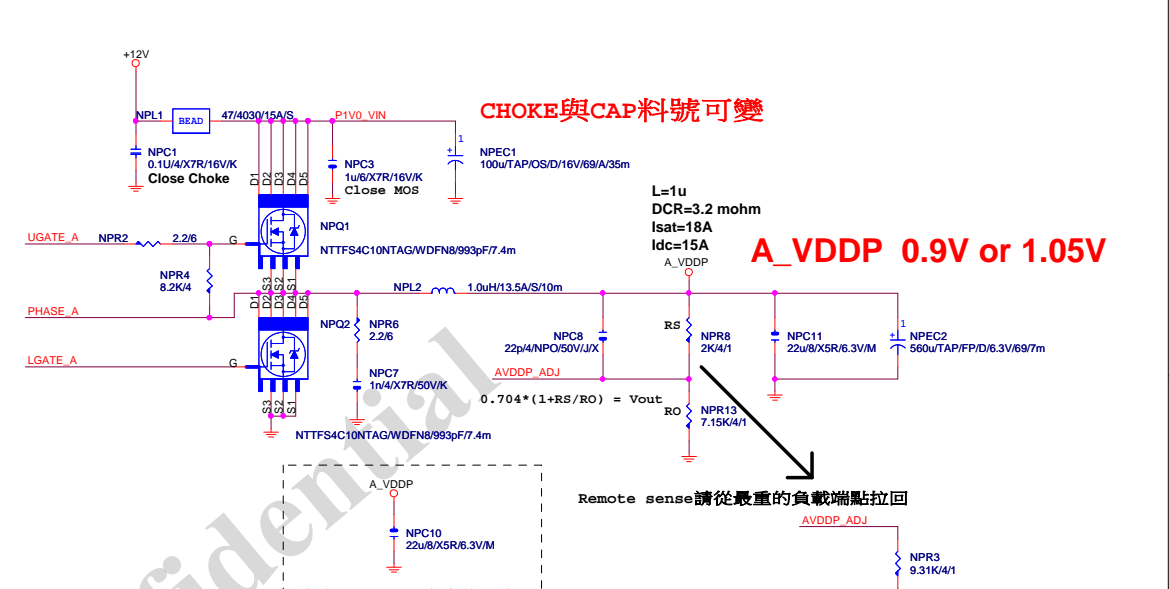 +12V
NPL1
BEAD
47/4030/15A/S
P1V0_VIN
CHOKE與CAP料號可變
NPC1
0.1U/4/X7R/16V/K
Close Choke
NPC3
1u/6/X7R/16V/K
Close MOS
1
+
NPEC1
100u/TAP/OS/D/16V/69/A/35m
D1
D2
D3
D4
D5
L=1u
DCR=3.2 mohm
Isat=18A
Idc=15A
A_VDDP
A_VDDP 0.9V or 1.05V
UGATE_A
NPR2
2.2/6
G
NPQ1
NTTFS4C10NTAG/WDFN8/993pF/7.4m
NPR4
8.2K/4
S3
S2
S1
D1
D2
D3
D4
D5
NPL2
1.0uH/13.5A/S/10m
PHASE_A
NPQ2
NPR6
2.2/6
NPC8
22p/4/NPO/50V/J/X
RS
NPR8
2K/4/1
NPC11
22u/8/X5R/6.3V/M
1
+
NPEC2
560u/TAP/FP/D/6.3V/69/7m
LGATE_A
G
NPC7
1n/4/X7R/50V/K
AVDDP_ADJ
0.704*(1+RS/RO) = Vout
RO
NPR13
7.15K/4/1
S3
S2
S1
NTTFS4C10NTAG/WDFN8/993pF/7.4m
A_VDDP
NPC10
22u/8/X5R/6.3V/M
Remote sense請從最重的負載端點拉回
AVDDP_ADJ
NPR3
9.31K/4/1
fidential